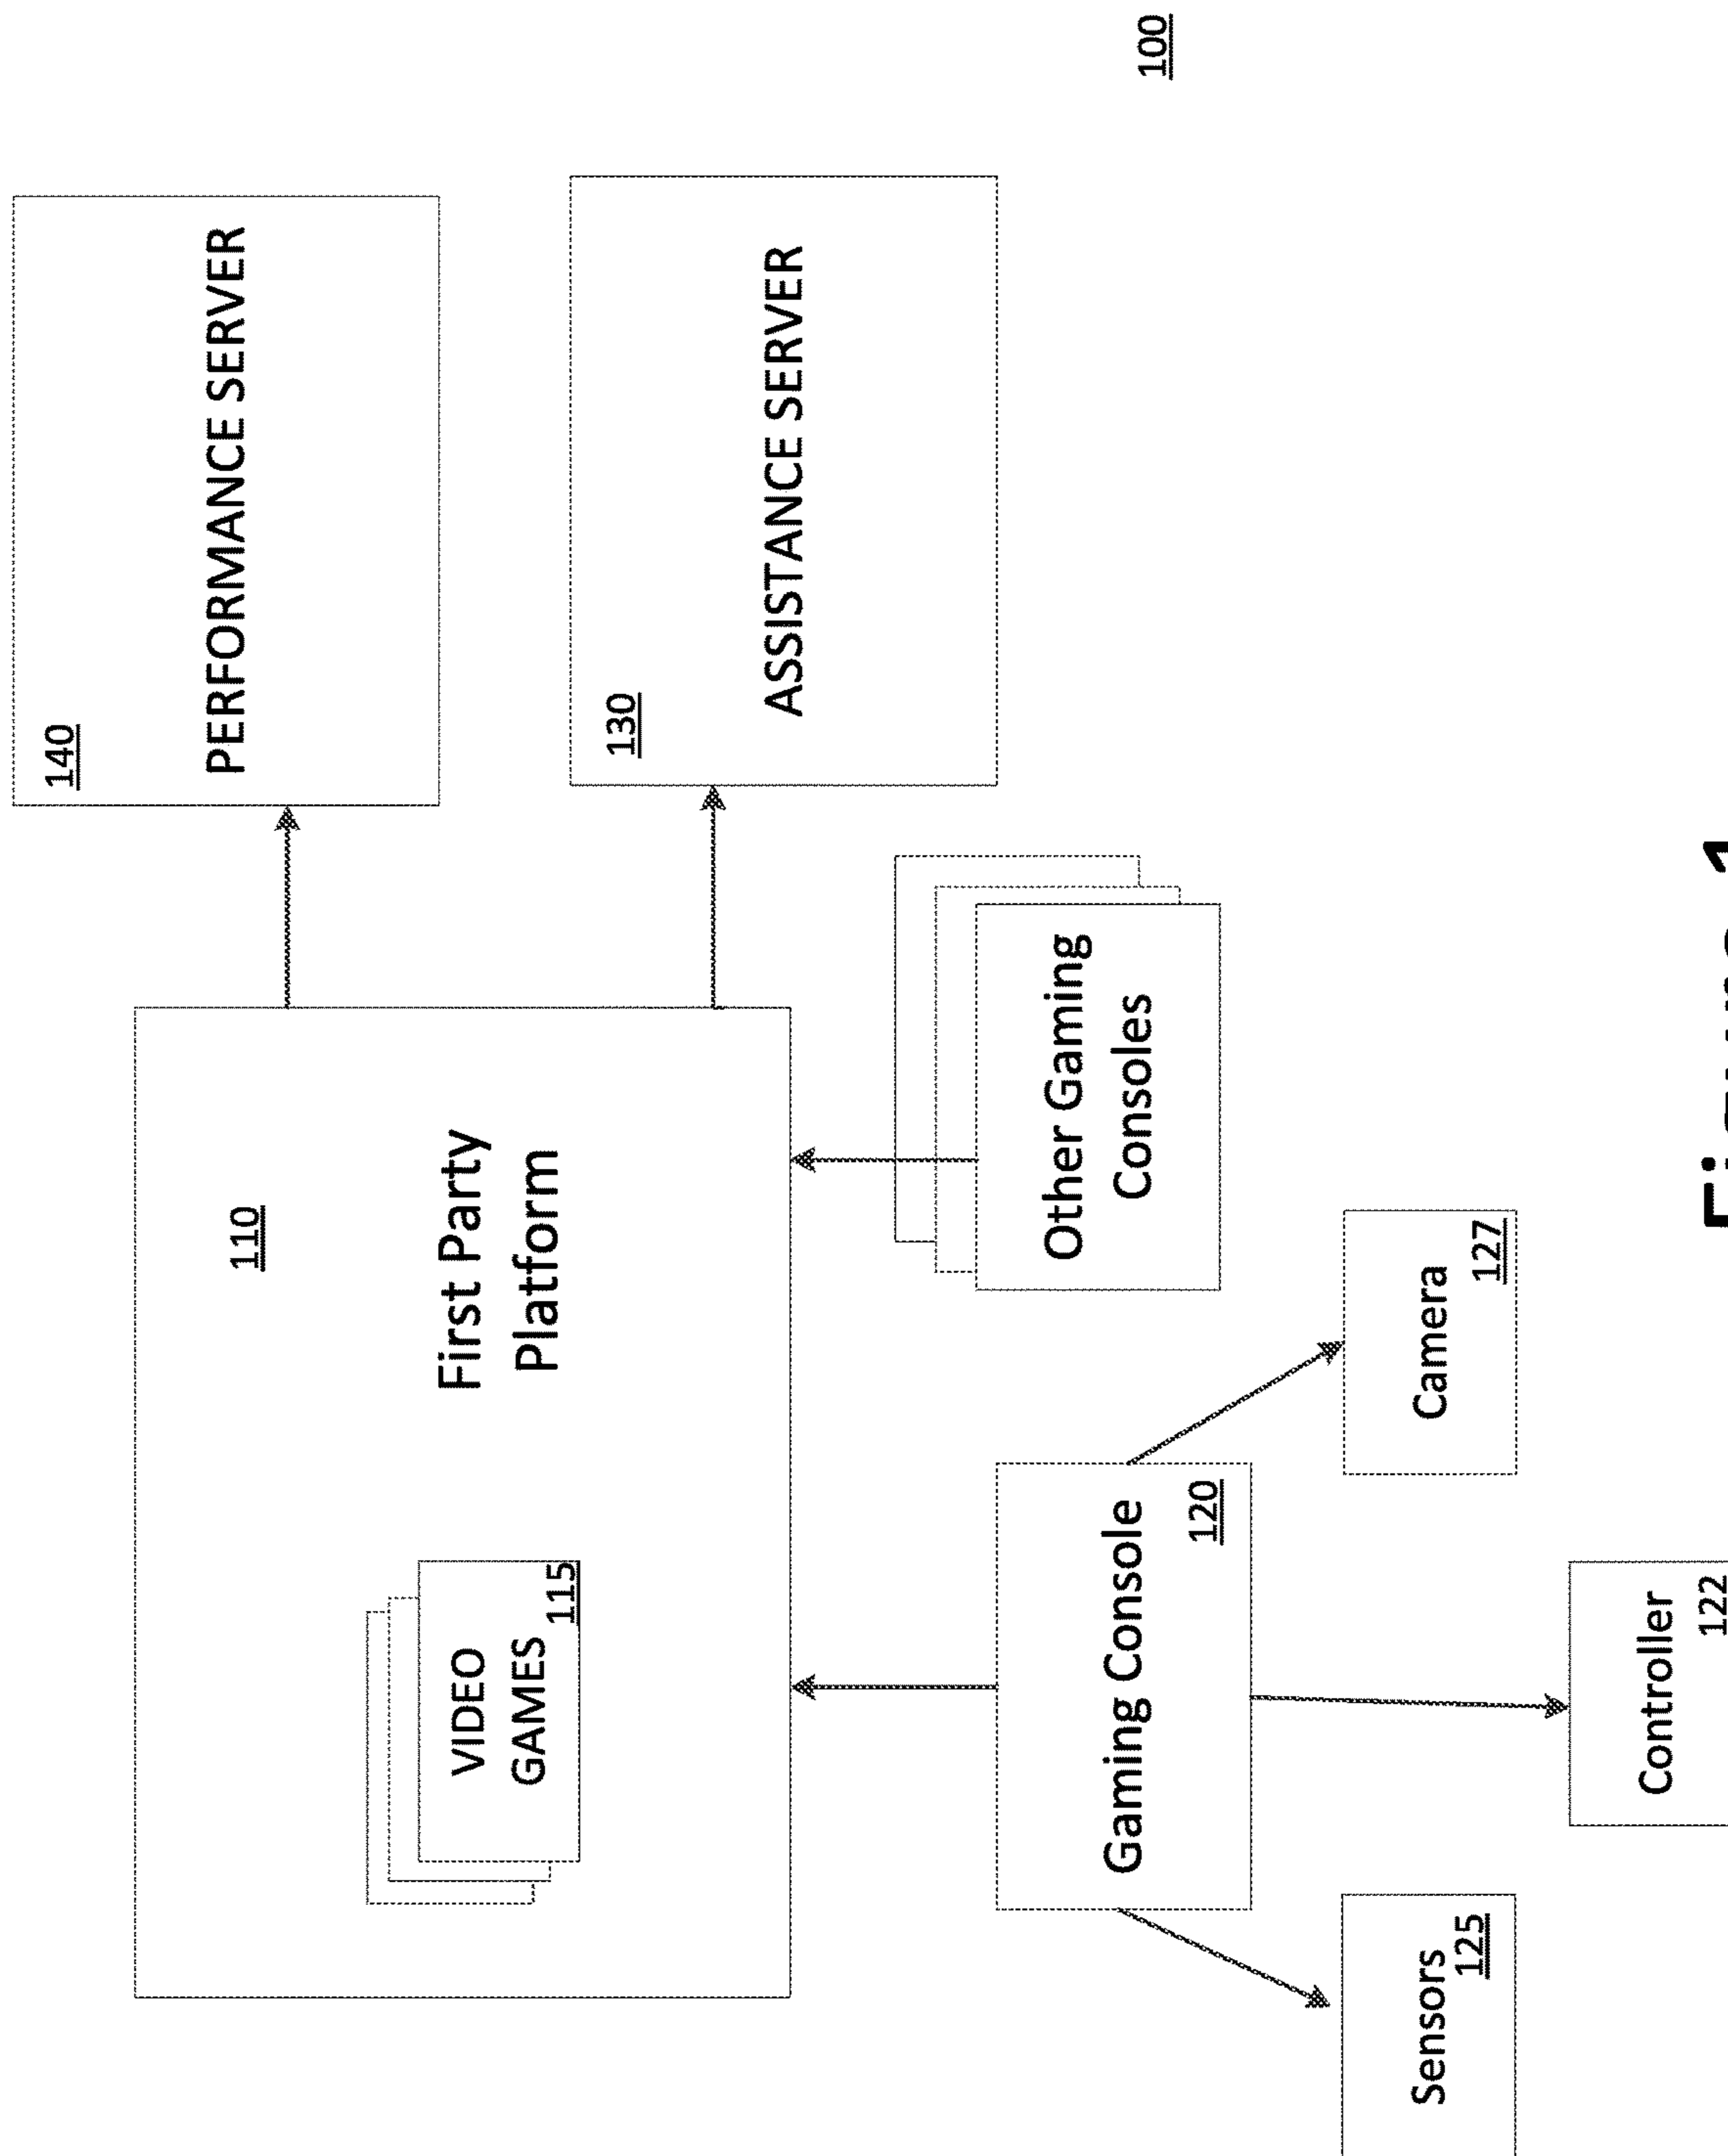 100
140
PERFORMANCE SERVER
130
ASSISTANCE SERVER
110
First Party
Platform
VIDEO
GAMES
115
Other Gaming
Consoles
Gaming Console
120
Camera
127
Controller
122
Sensors
125